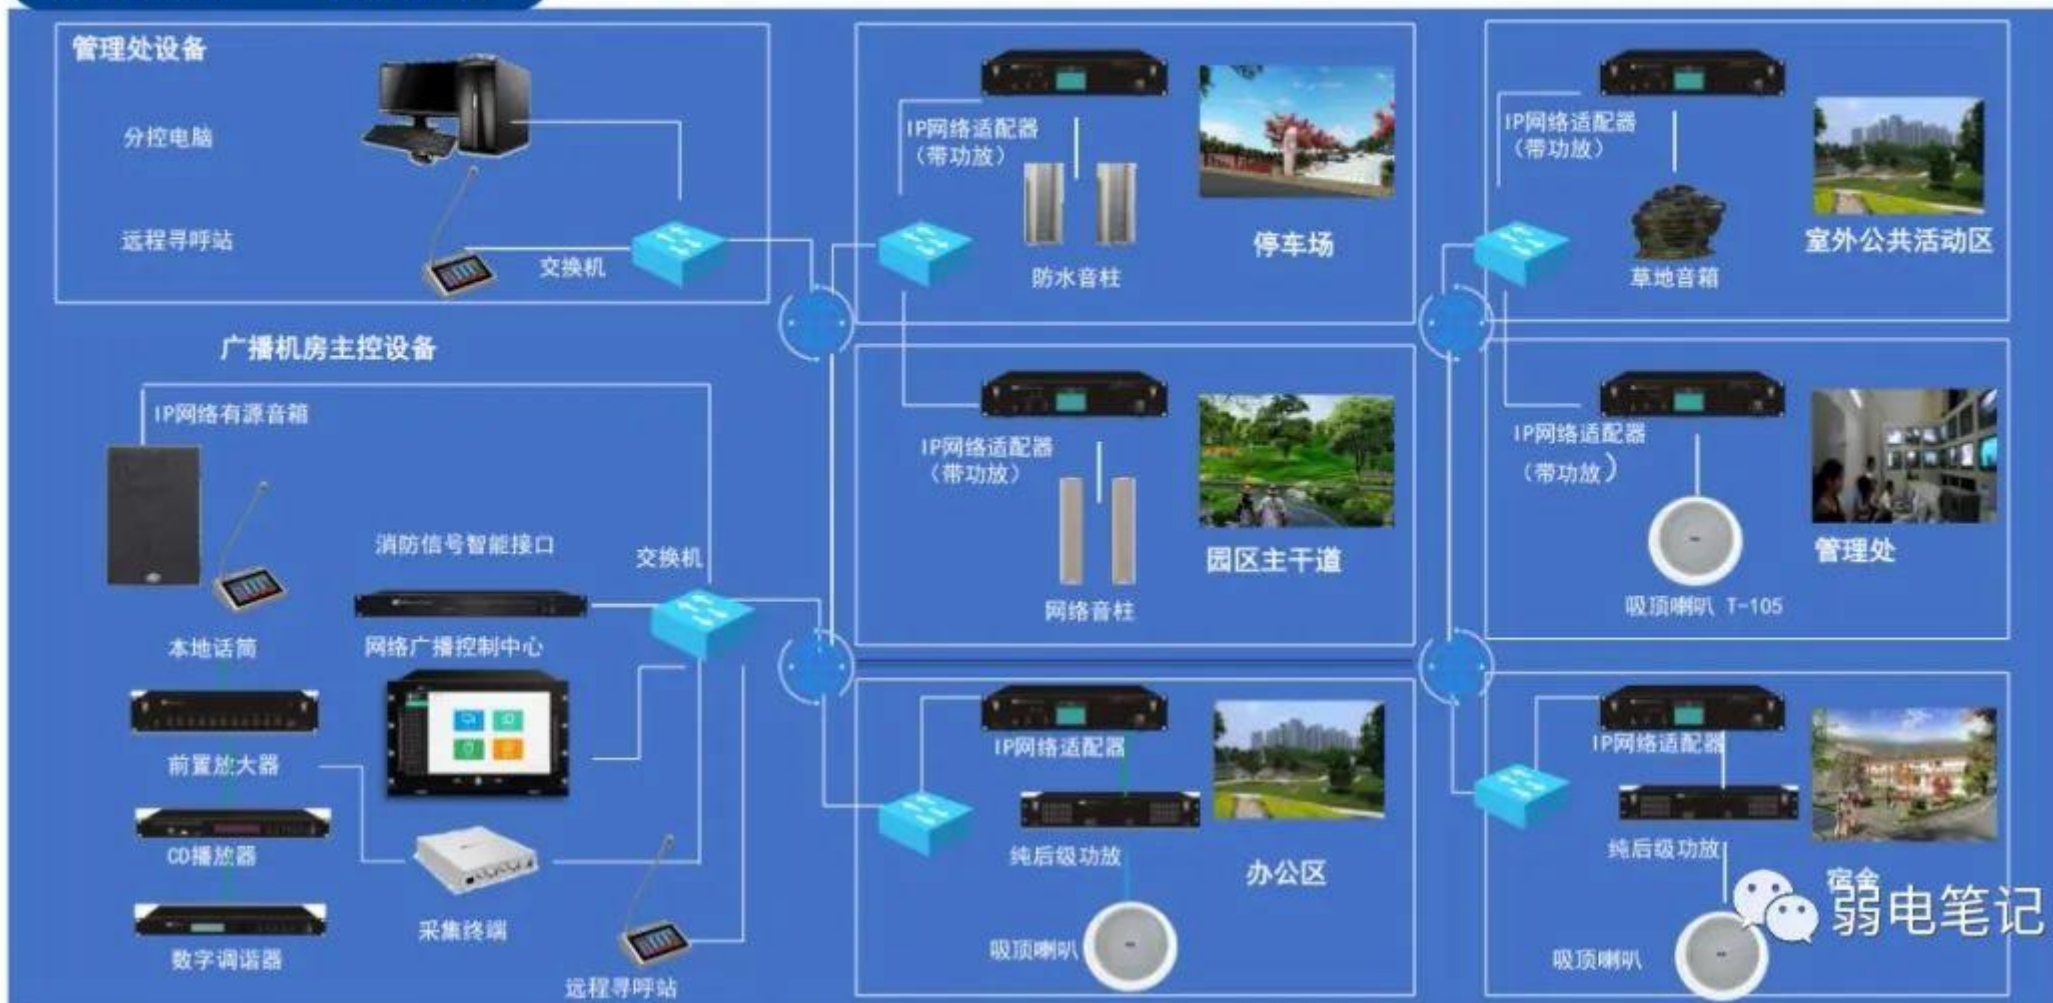 管理处设备
分控电脑
远程寻呼站
交换机
IP网络适配器
（带功放）
防水音柱
停车场
IP网络适配器
（带功放）
草地音箱
室外公共活动区
广播机房主控设备
IP网络有源音箱
消防信号智能接口
交换机
本地话筒
网络广播控制中心
前置放大器
CD播放器
采集终端
数字调谐器
远程寻呼站
IP网络适配器
（带功放）
网络音柱
园区主干道
IP网络适配器
（带功放）
吸顶喇叭 T-105
管理处
IP网络适配器
纯后级功放
吸顶喇叭
办公区
IP网络适配器
纯后级功放
吸顶喇叭
宿舍
弱电笔记